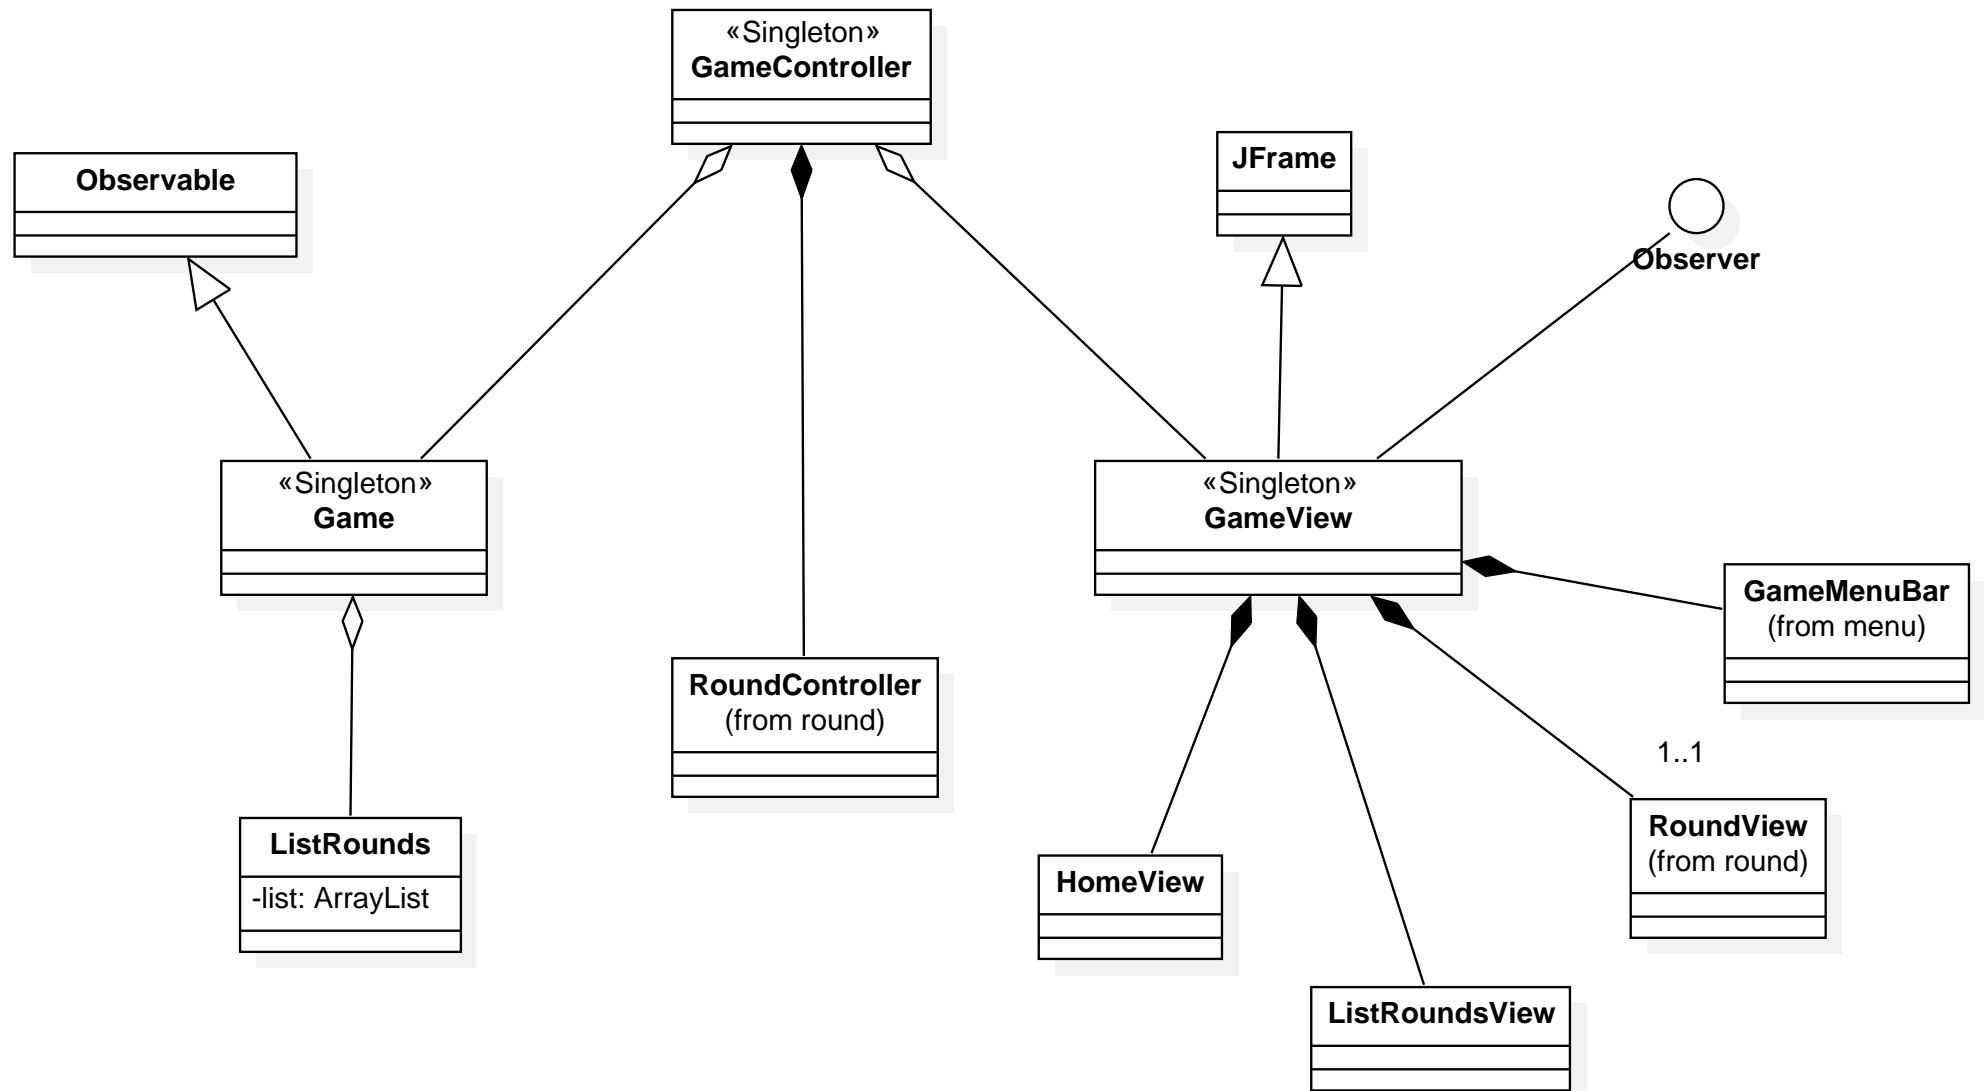 «Singleton»
GameController
Observable
JFrame
Observer
«Singleton»
Game
«Singleton»
GameView
GameMenuBar
(from menu)
RoundController
(from round)
1..1
ListRounds
-list: ArrayList
HomeView
RoundView
(from round)
ListRoundsView